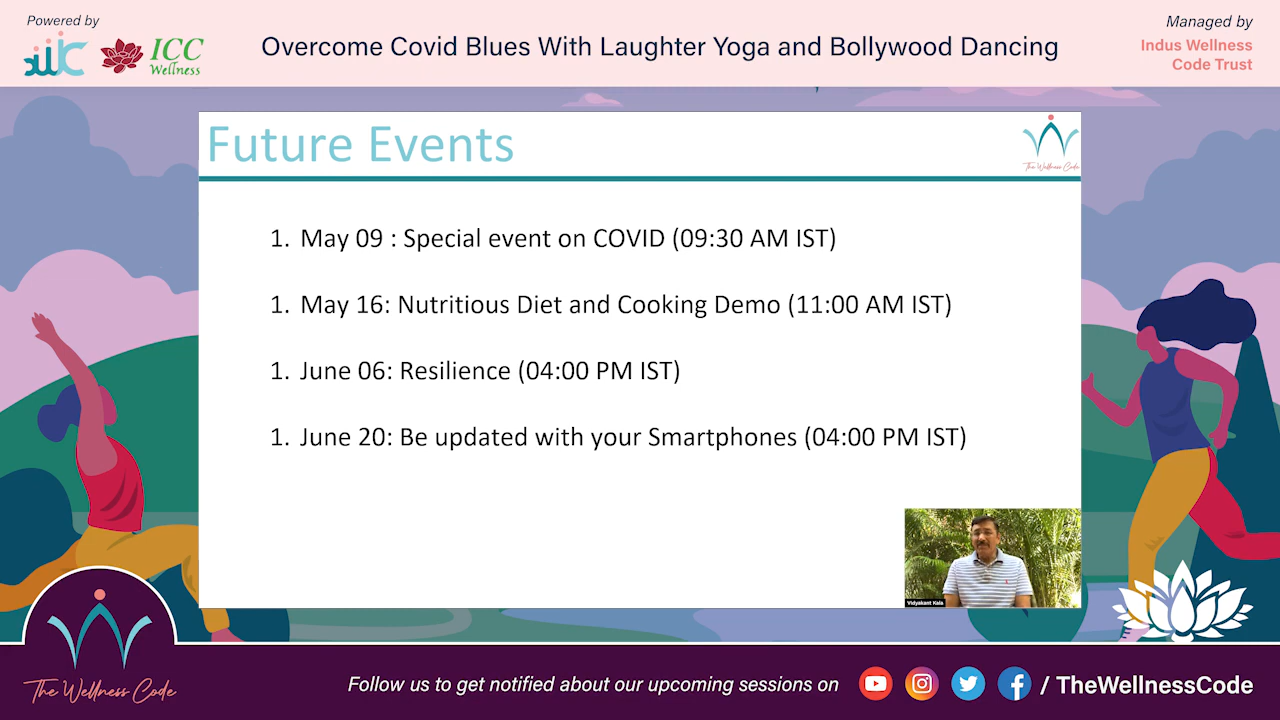 Powered by
ICC
Wellness
Overcome Covid Blues With Laughter Yoga and Bollywood Dancing
Managed by
Indus Wellness
Code Trust
Future Events
The Wellness Code
1. May 09 : Special event on COVID (09:30 AM IST)
1. May 16: Nutritious Diet and Cooking Demo (11:00 AM IST)
1. June 06: Resilience (04:00 PM IST)
1. June 20: Be updated with your Smartphones (04:00 PM IST)
Vidyakant Kala
The Wellness Code
Follow us to get notified about our upcoming sessions on
/ TheWellnessCode